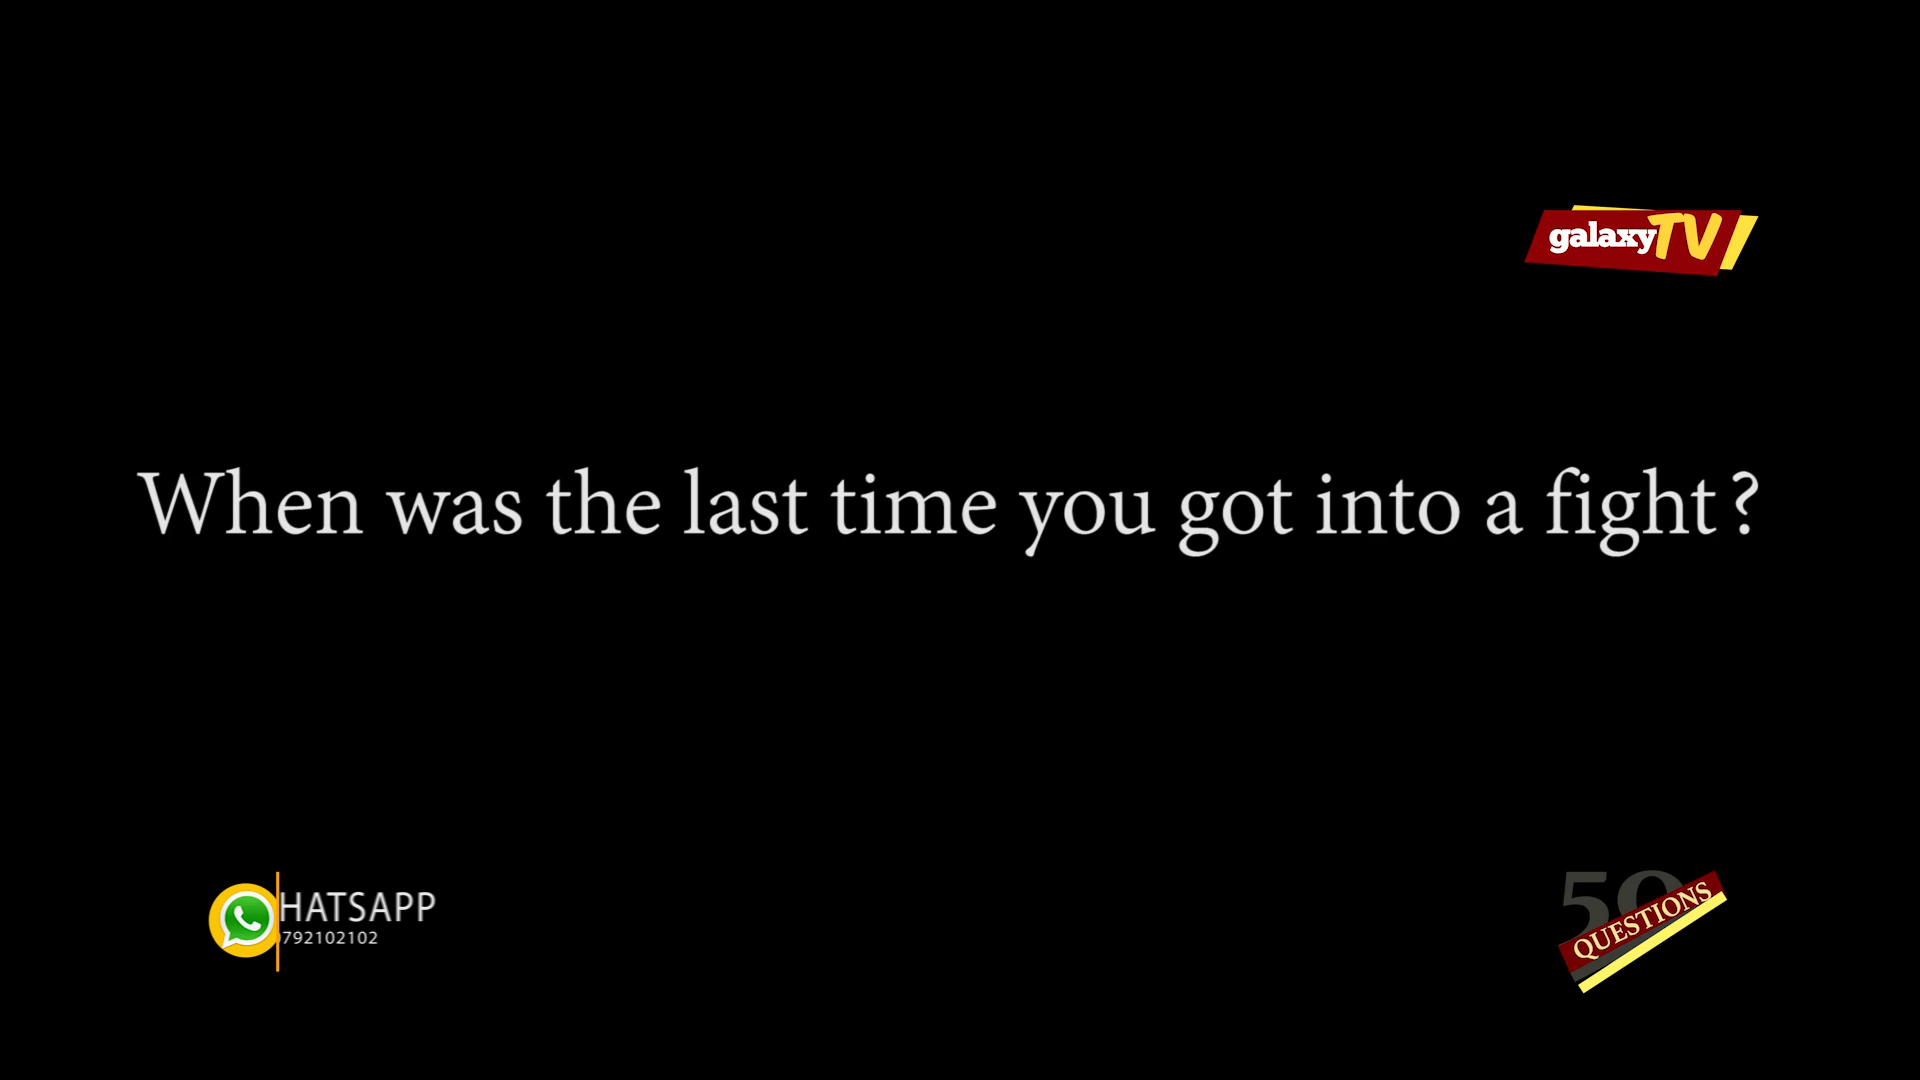 galaxyTV
When was the last time you got into a fight?
HATSAPP
792102102
50
QUESTIONS